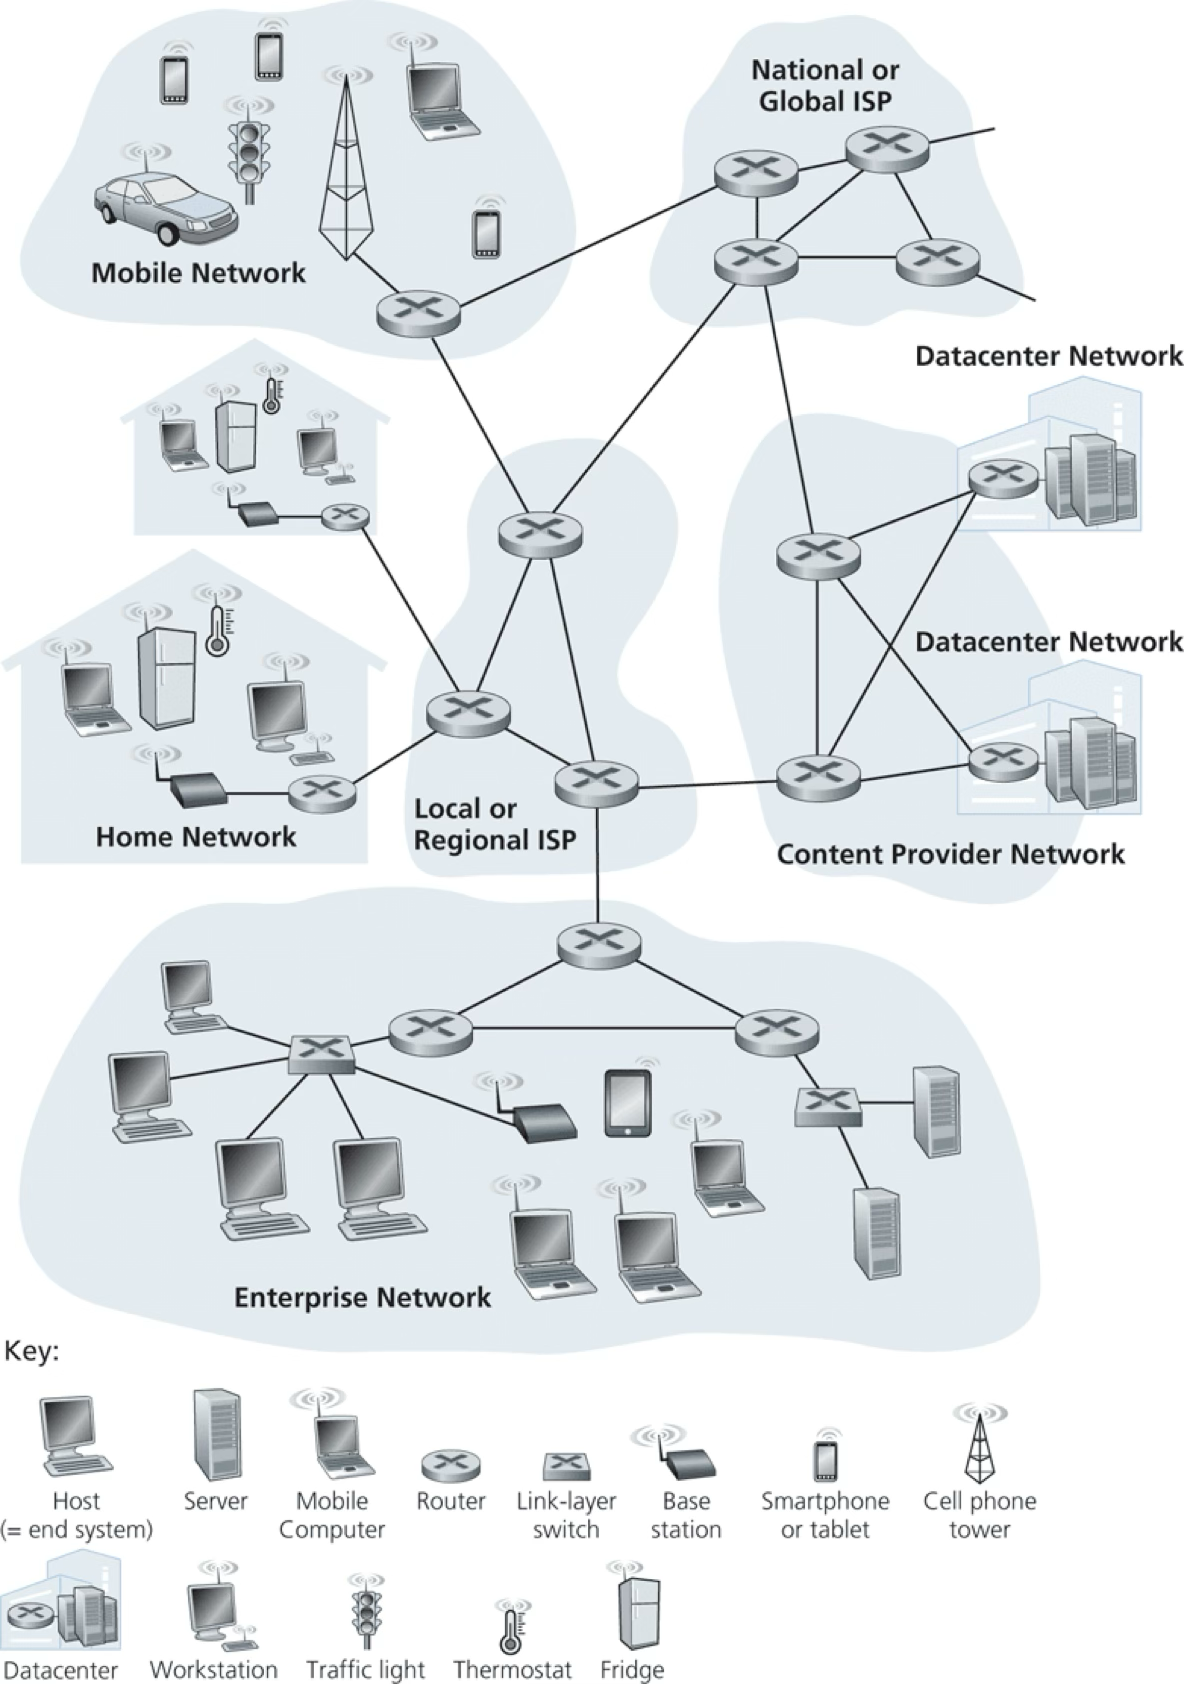 National or
Global ISP
Mobile Network
Datacenter Network
Datacenter Network
Home Network
Local or
Regional ISP
Content Provider Network
Enterprise Network
Key:
Host
(= end system)
Server
Mobile
Computer
Router
Link-layer
switch
Base
station
Smartphone
or tablet
Cell phone
tower
Datacenter
Workstation
Traffic light
Thermostat
Fridge